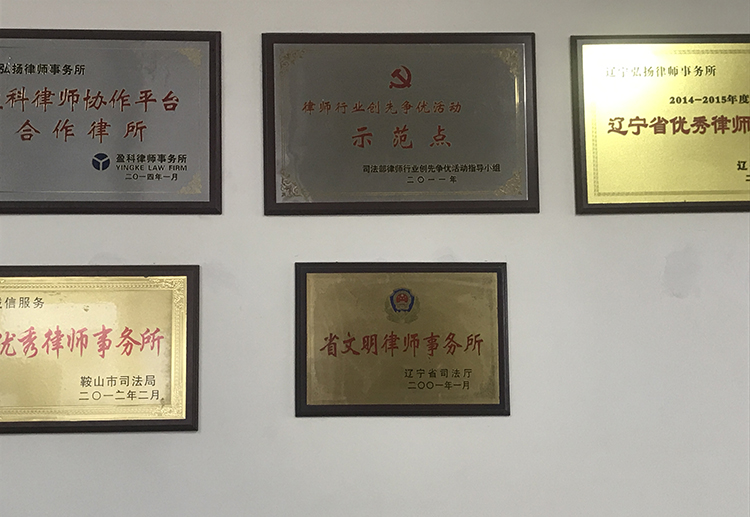 弘扬律师事务所
科律师协作平台
合作律所
盈科律师事务所
YINGKE LAW FIRM
二〇一四年一月
律师行业创先争优活动
示范点
司法部律师行业创先争优活动指导小组
二〇一一年
辽宁弘扬律师事务所
2014-2015年度
辽宁省优秀律师
辽
二
诚信服务
优秀律师事务所
鞍山市司法局
二〇一二年二月
省文明律师事务所
辽宁省司法厅
二〇〇一年一月